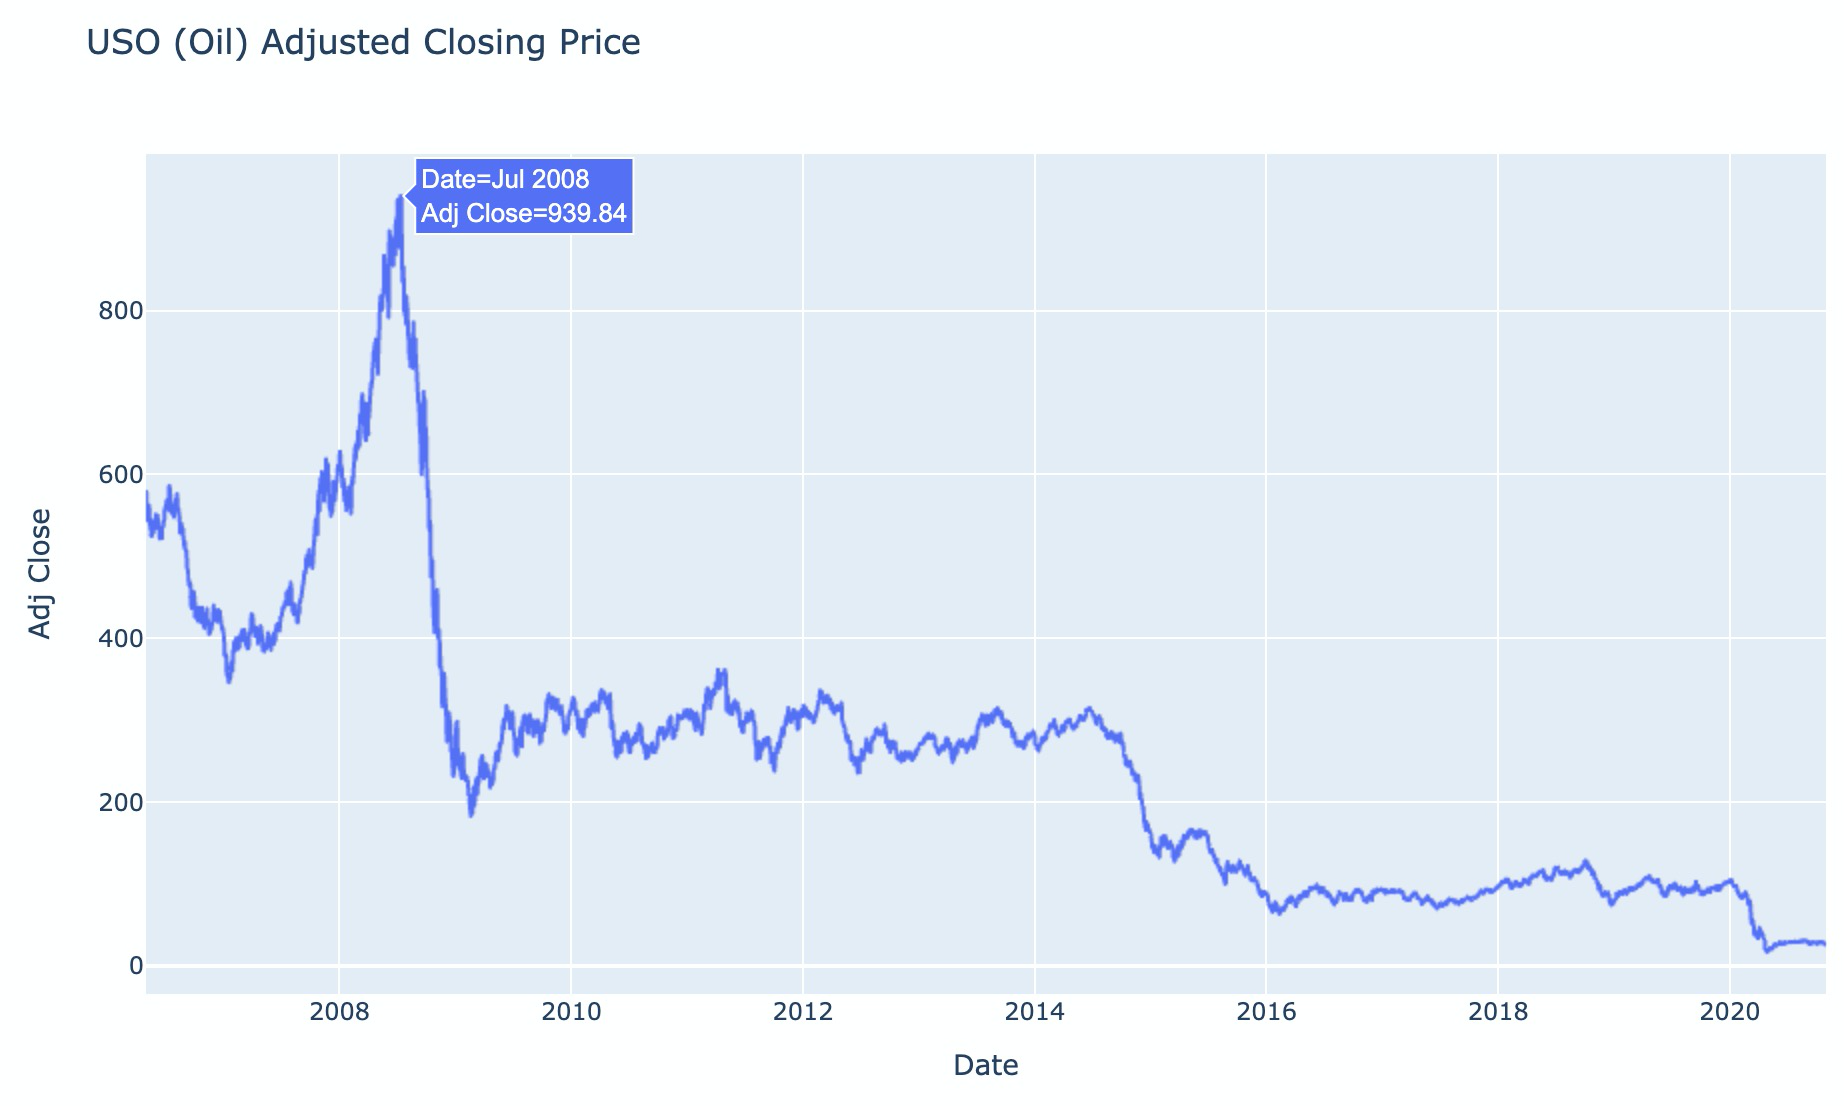 USO (Oil) Adjusted Closing Price
Date=Jul 2008
Adj Close=939.84
800
600
400
200
0
Adj Close
2008 2010 2012 2014 2016 2018 2020
Date